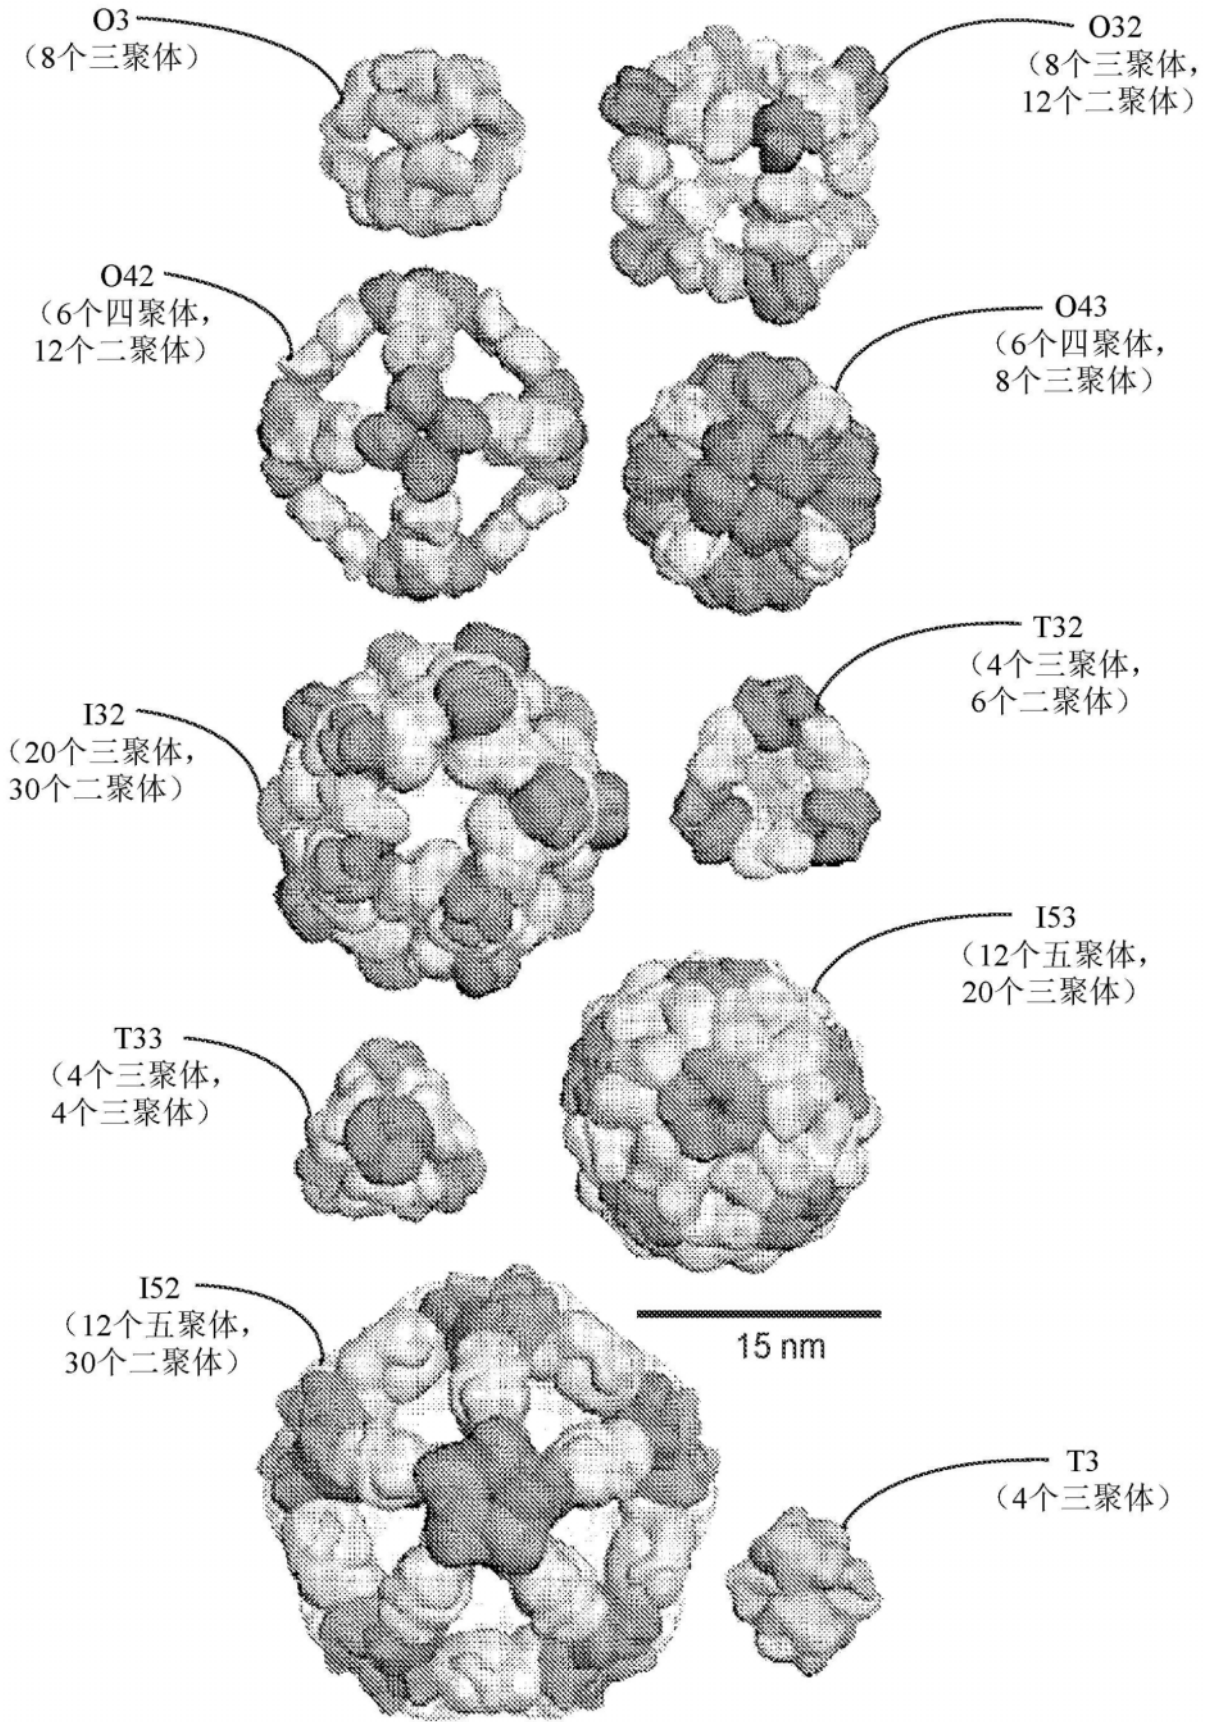 O3
（8个三聚体）
O32
（8个三聚体，
12个二聚体）
O42
（6个四聚体，
12个二聚体）
O43
（6个四聚体，
8个三聚体）
T32
（4个三聚体，
6个二聚体）
I32
（20个三聚体，
30个二聚体）
I53
（12个五聚体，
20个三聚体）
T33
（4个三聚体，
4个三聚体）
I52
（12个五聚体，
30个二聚体）
15 nm
T3
（4个三聚体）